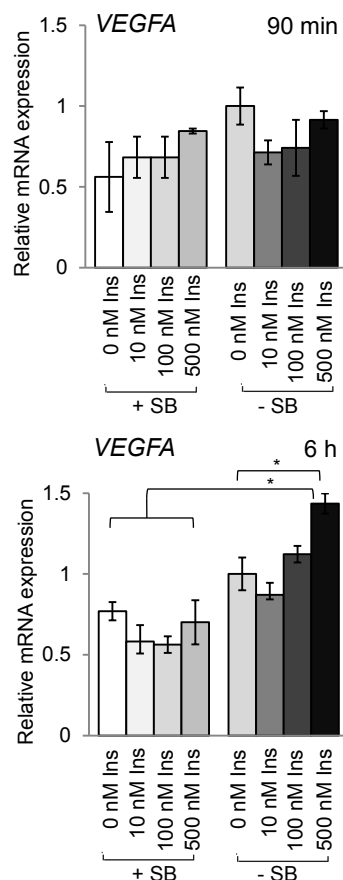 VEGFA 90 min
Relative mRNA expression
1.5
1
0.5
0
0 nM Ins
10 nM Ins
100 nM Ins
500 nM Ins
0 nM Ins
10 nM Ins
100 nM Ins
500 nM Ins
+ SB - SB
VEGFA 6 h
*
*
Relative mRNA expression
1.5
1
0.5
0
0 nM Ins
10 nM Ins
100 nM Ins
500 nM Ins
0 nM Ins
10 nM Ins
100 nM Ins
500 nM Ins
+ SB - SB